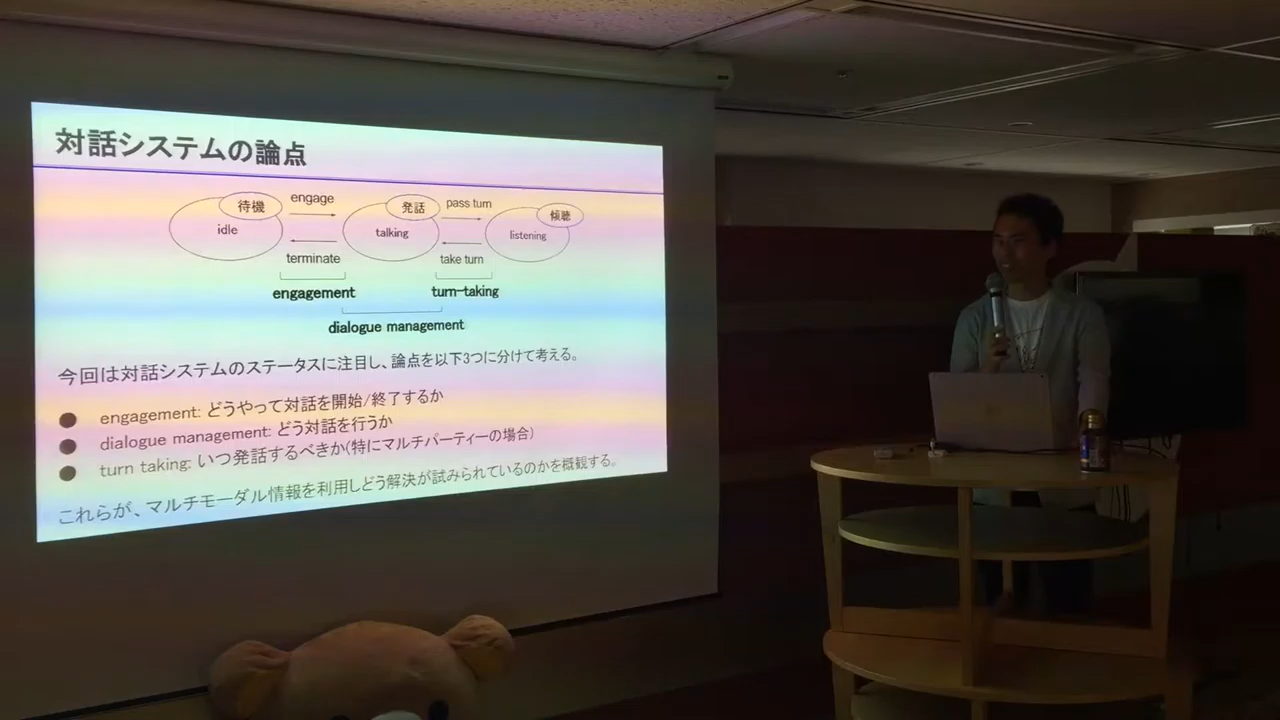 対話システムの論点
待機
engage
発話
pass turn
傾聴
idle
talking
listening
terminate
take turn
engagement
turn-taking
dialogue management
今回は対話システムのステータスに注目し、論点を以下3つに分けて考える。
● engagement: どうやって対話を開始/終了するか
● dialogue management: どう対話を行うか
● turn taking: いつ発話するべきか(特にマルチパーティーの場合)
これらが、マルチモーダル情報を利用しどう解決が試みられているのかを概観する。